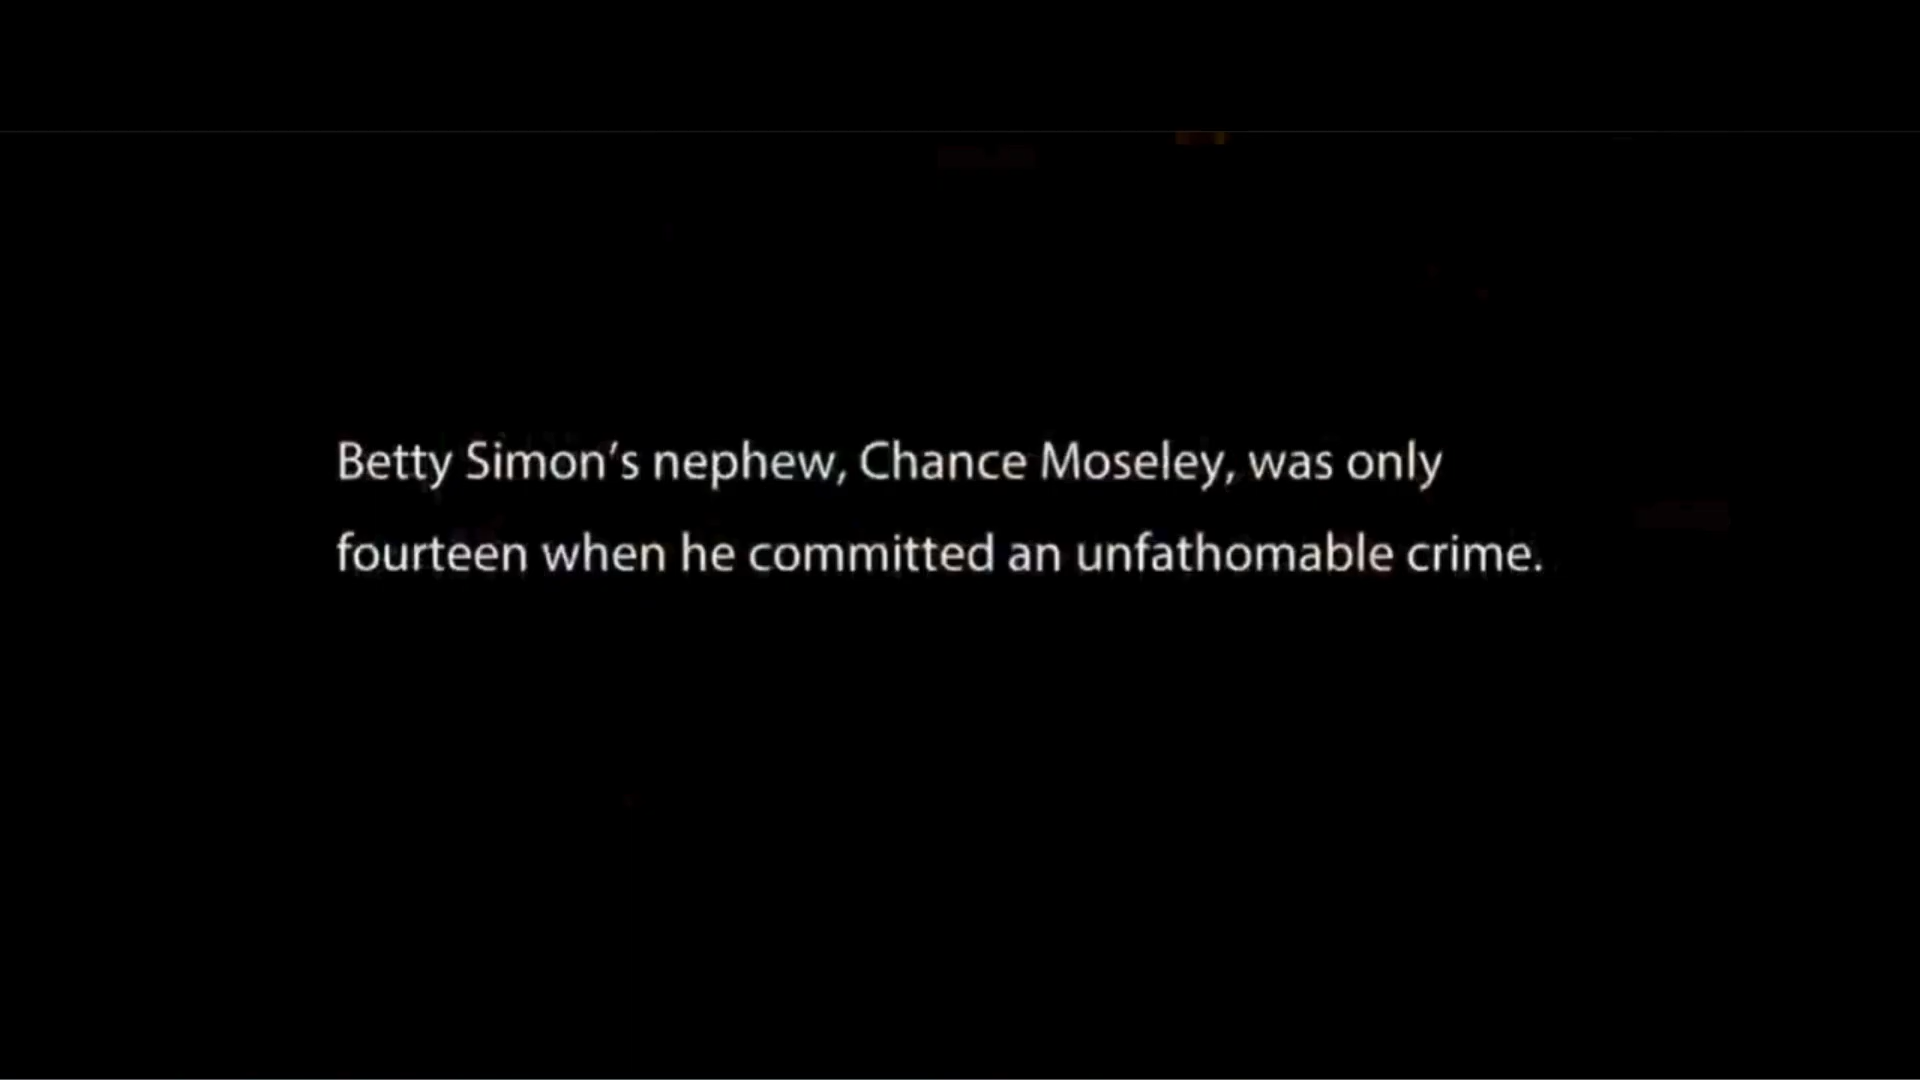 Betty Simon’s nephew, Chance Moseley, was only
fourteen when he committed an unfathomable crime.